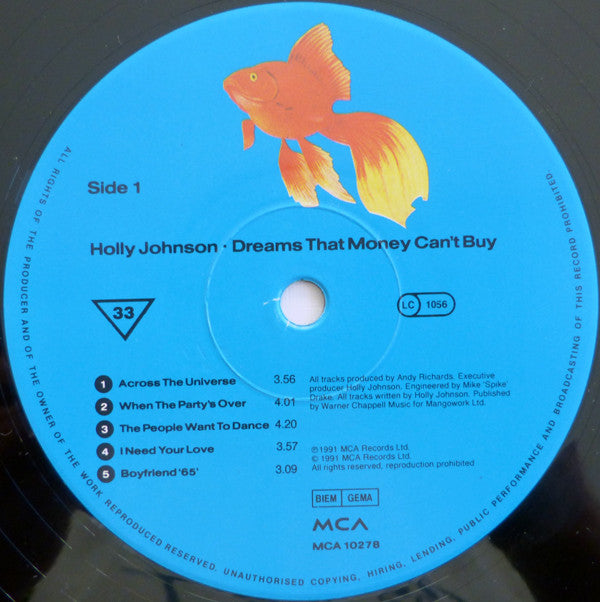 Side 1
Holly Johnson · Dreams That Money Can't Buy
33
LC 1056
1 Across The Universe 3.56
2 When The Party's Over 4.01
3 The People Want To Dance 4.20
4 I Need Your Love 3.57
5 Boyfriend '65' 3.09
All tracks produced by Andy Richards. Executive
producer Holly Johnson. Engineered by Mike 'Spike'
Drake. All tracks written by Holly Johnson. Published
by Warner Chappell Music for Mangowork Ltd.
℗ 1991 MCA Records Ltd.
© 1991 MCA Records Ltd.
All rights reserved, reproduction prohibited
BIEM GEMA
MCA
MCA 10278
ALL RIGHTS OF THE PRODUCER AND OF THE OWNER OF THE WORK REPRODUCED RESERVED. UNAUTHORISED COPYING, HIRING, LENDING, PUBLIC PERFORMANCE AND BROADCASTING OF THIS RECORD PROHIBITED